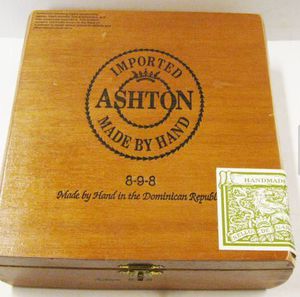 IMPORTED
ASHTON
MADE BY HAND
8-9-8
Made by Hand in the Dominican Republic
HANDMADE